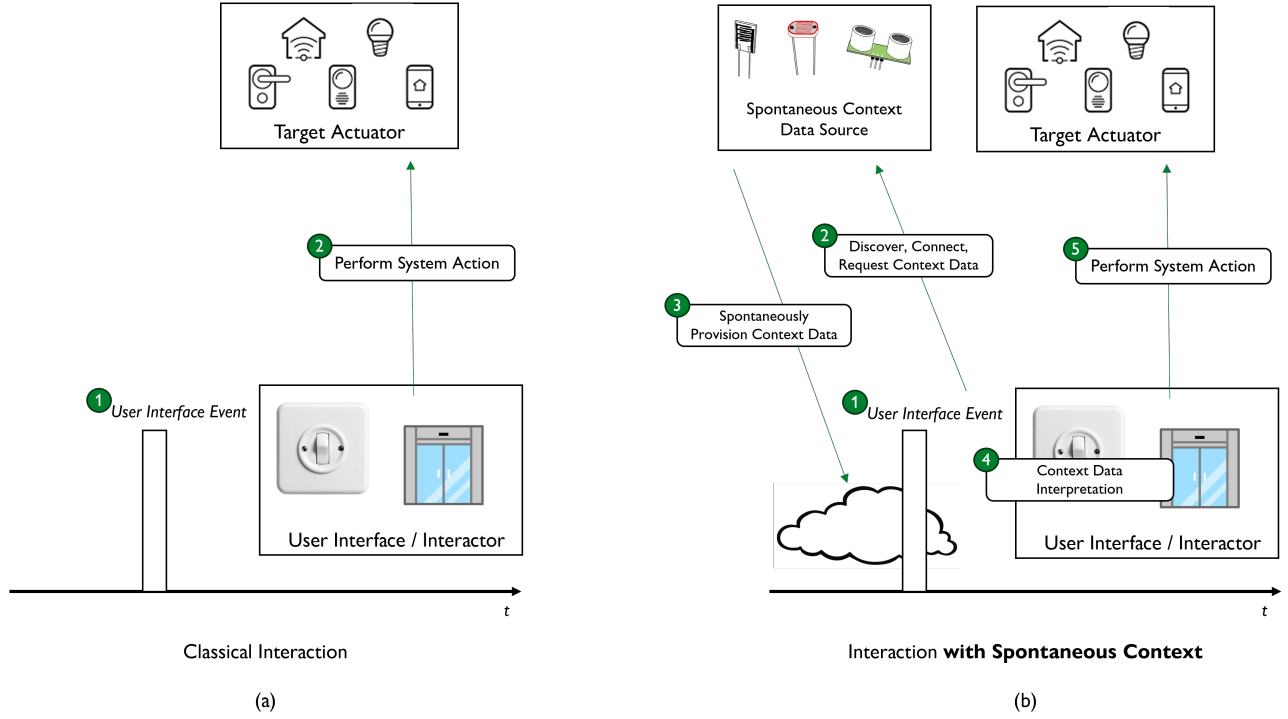 Target Actuator
2
Perform System Action
1
User Interface Event
User Interface / Interactor
t
Classical Interaction
(a)
Spontaneous Context
Data Source
Target Actuator
2
Discover, Connect,
Request Context Data
5
Perform System Action
3
Spontaneously
Provision Context Data
1
User Interface Event
4
Context Data
Interpretation
User Interface / Interactor
t
Interaction with Spontaneous Context
(b)